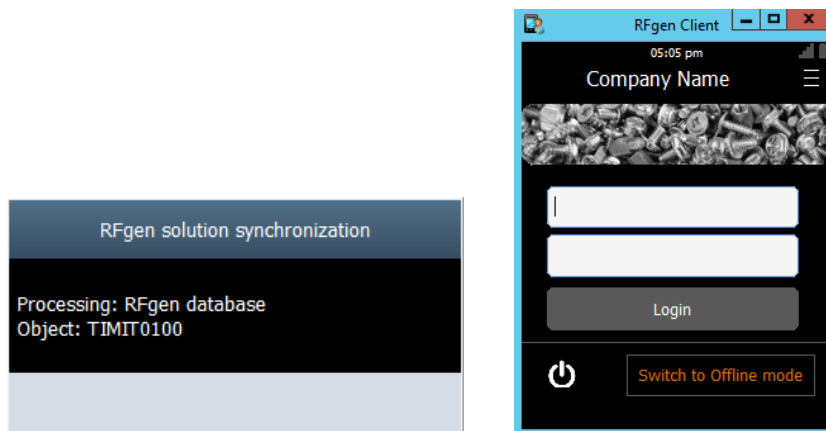 RFgen solution synchronization
Processing: RFgen database
Object: TIMIT0100
RFgen Client
05:05 pm
Company Name
Login
Switch to Offline mode